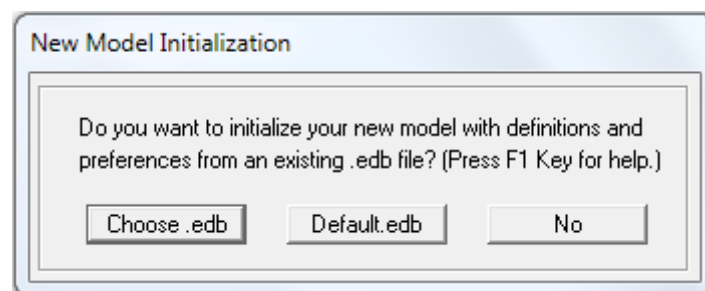 New Model Initialization
Do you want to initialize your new model with definitions and
preferences from an existing .edb file? (Press F1 Key for help.)
Choose .edb Default.edb No